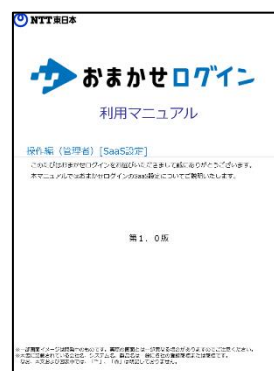 NTT東日本
おまかせログイン
利用マニュアル
操作編（管理者）[SaaS設定]
このたびはおまかせログインをお選びいただきまして誠にありがとうございます。
本マニュアルではおまかせログインのSaaS設定についてご説明いたします。
第1.0版